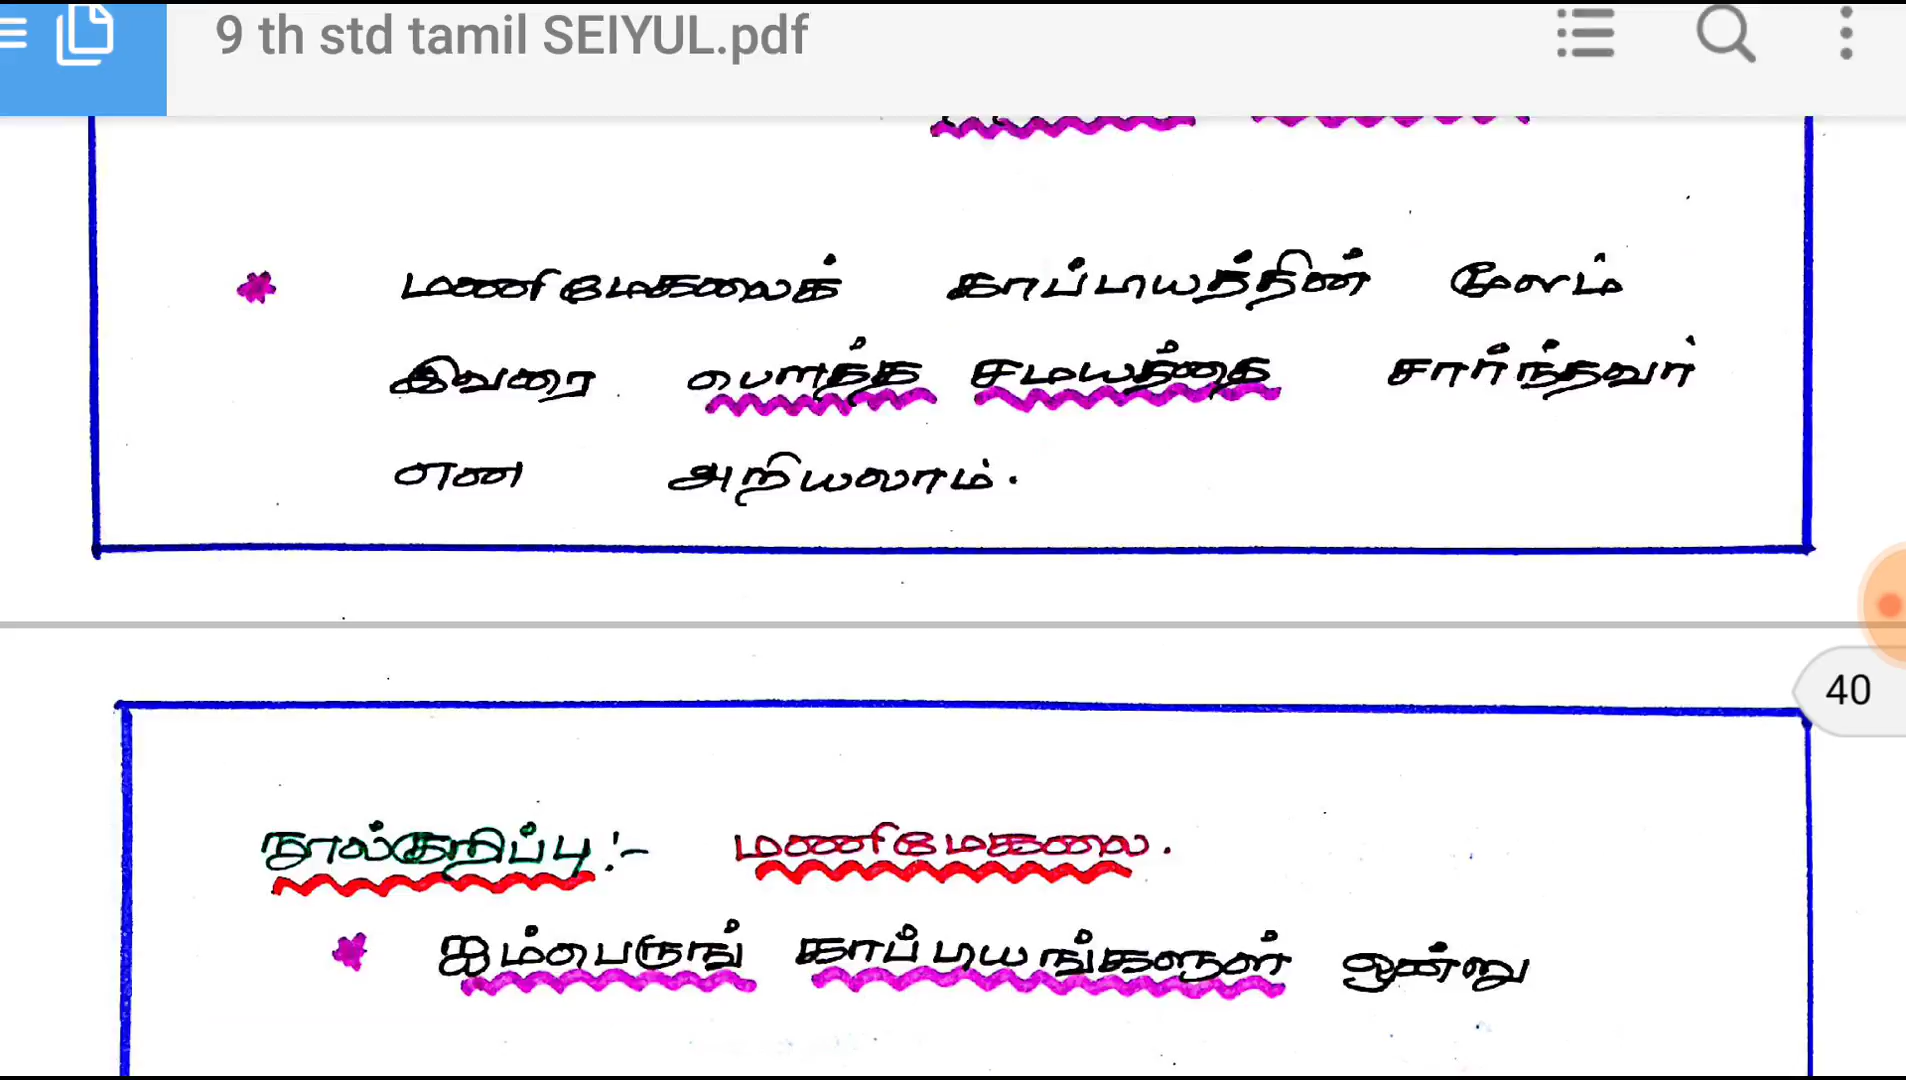 9 th std tamil SEIYUL.pdf
மணிமேகலைக் காப்பியத்தின் மூலம்
இவரை பௌத்த சமயத்தை சார்ந்தவர்
என அறியலாம்.
40
நூல்குறிப்பு:- மணிமேகலை.
ஐம்பெருங் காப்பியங்களுள் ஒன்று